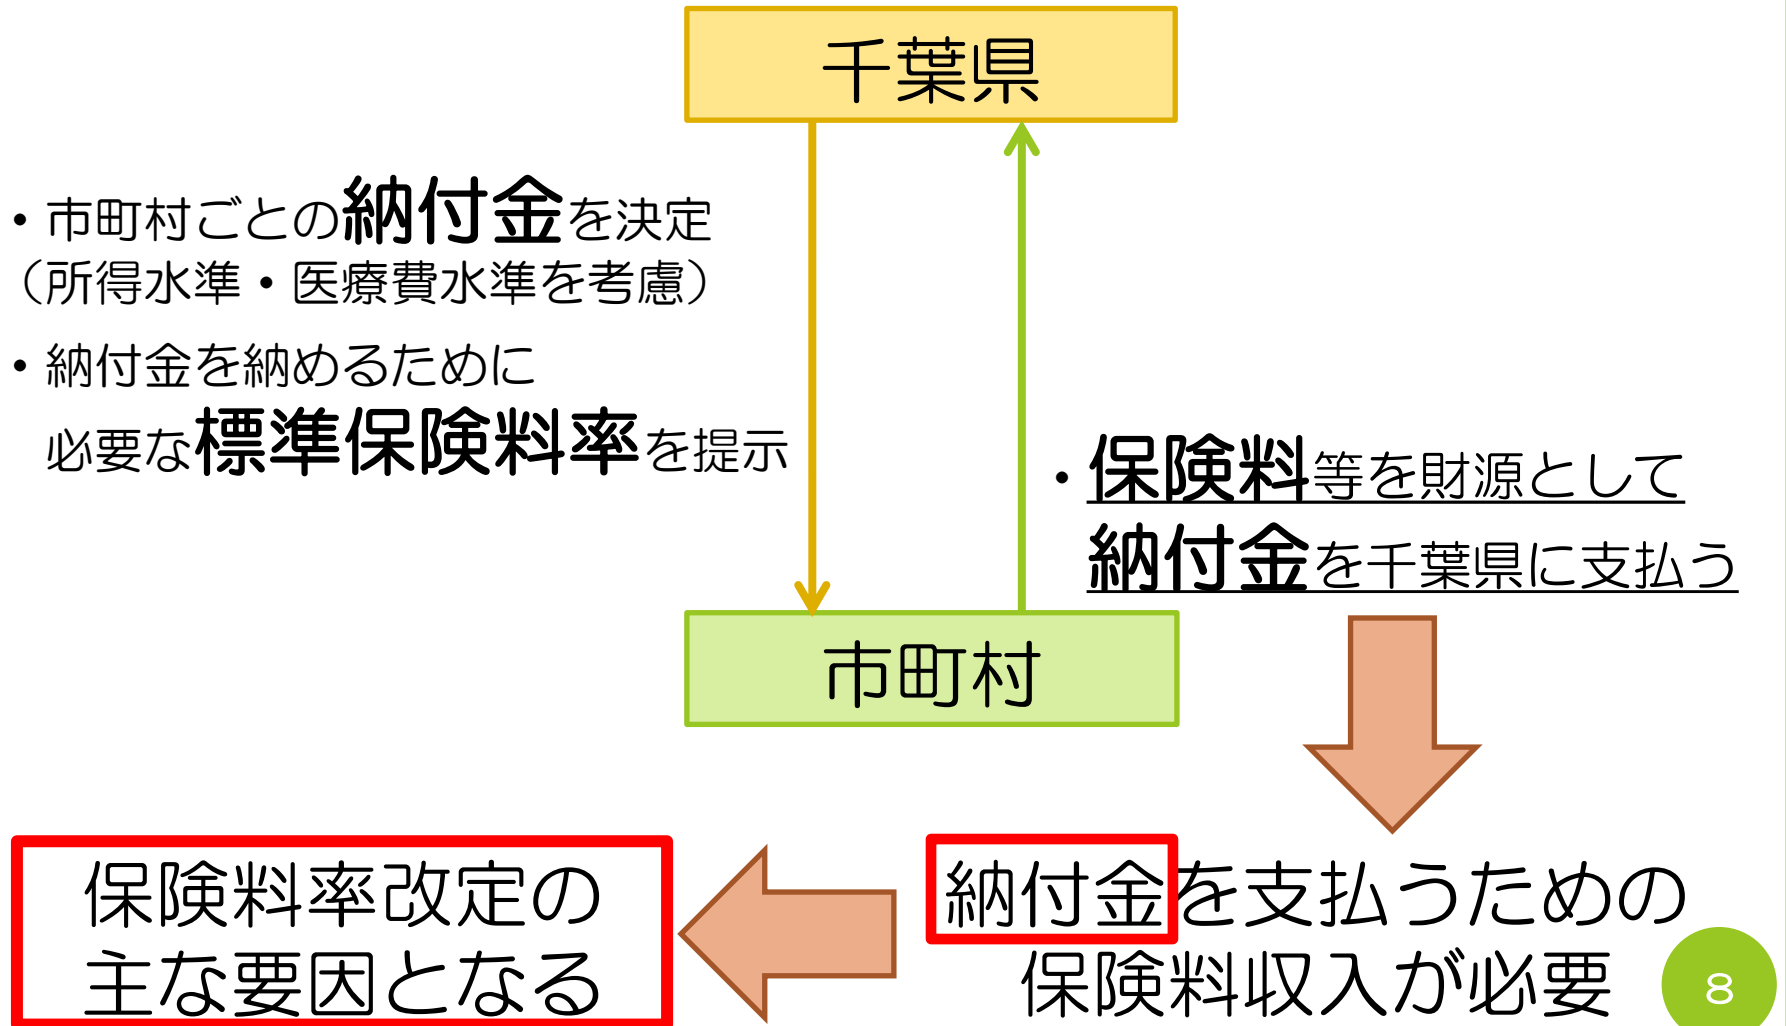 千葉県
・市町村ごとの納付金を決定
（所得水準・医療費水準を考慮）
・納付金を納めるために
必要な標準保険料率を提示
・保険料等を財源として
納付金を千葉県に支払う
市町村
納付金を支払うための
保険料収入が必要
保険料率改定の
主な要因となる
8